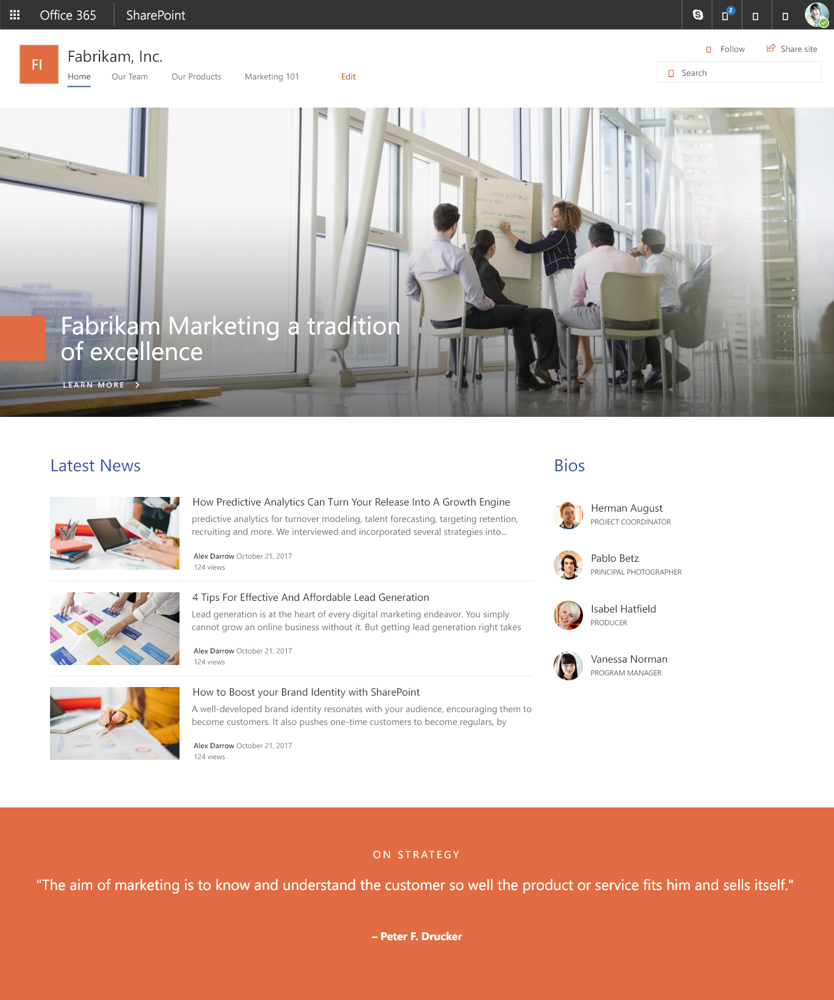 Office 365
SharePoint
2
FI
Fabrikam, Inc.
Follow
Share site
Home
Our Team
Our Products
Marketing 101
Edit
Search
Fabrikam Marketing a tradition
of excellence
LEARN MORE
Latest News
Bios
How Predictive Analytics Can Turn Your Release Into A Growth Engine
predictive analytics for turnover modeling, talent forecasting, targeting retention,
recruiting and more. We interviewed and incorporated several strategies into...
Alex Darrow October 21, 2017
124 views
4 Tips For Effective And Affordable Lead Generation
Lead generation is at the heart of every digital marketing endeavor. You simply
cannot grow an online business without it. But getting lead generation right takes
Alex Darrow October 21, 2017
124 views
How to Boost your Brand Identity with SharePoint
A well-developed brand identity resonates with your audience, encouraging them to
become customers. It also pushes one-time customers to become regulars, by
Alex Darrow October 21, 2017
124 views
Herman August
PROJECT COORDINATOR
Pablo Betz
PRINCIPAL PHOTOGRAPHER
Isabel Hatfield
PRODUCER
Vanessa Norman
PROGRAM MANAGER
ON STRATEGY
"The aim of marketing is to know and understand the customer so well the product or service fits him and sells itself."
– Peter F. Drucker